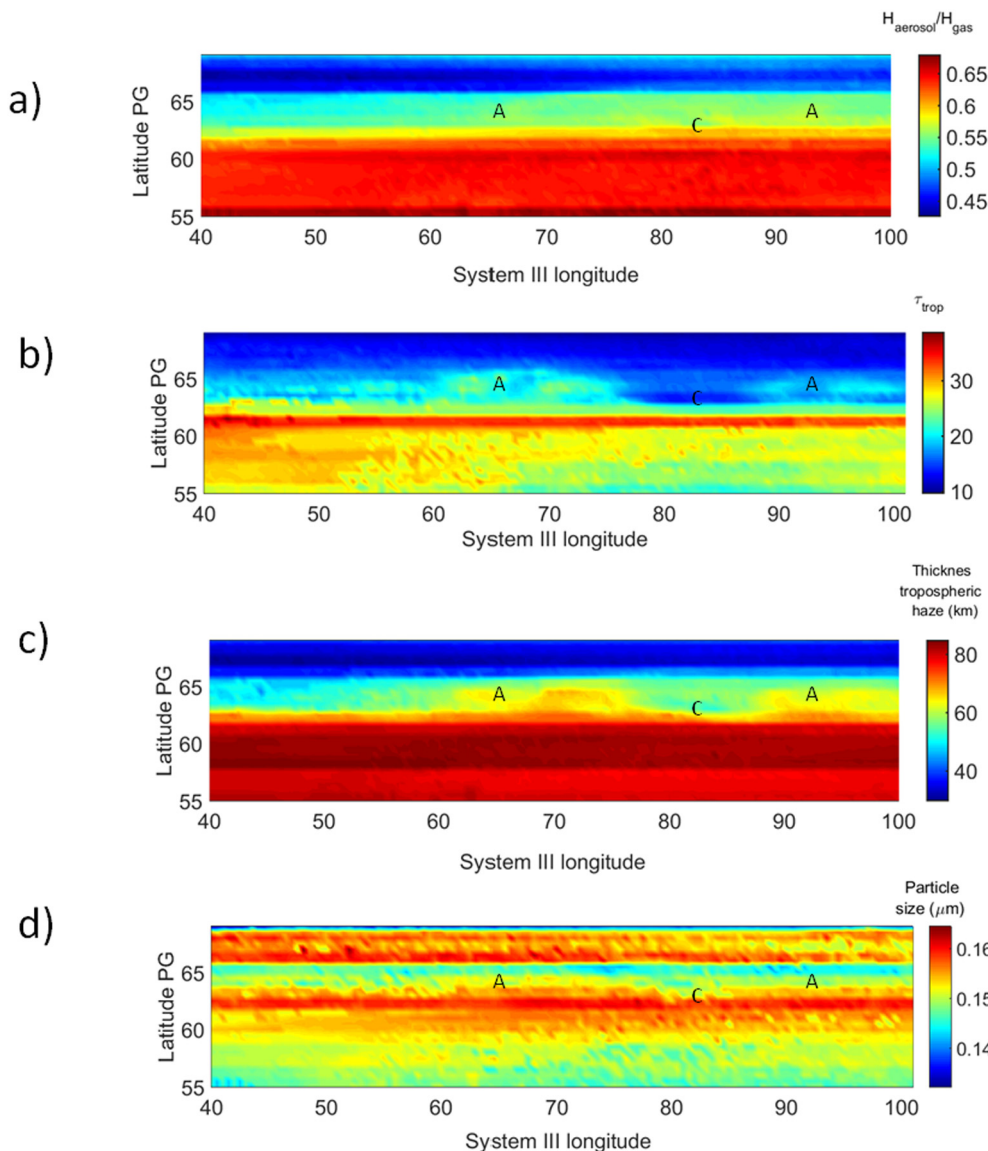 a)
H_aerosol/H_gas
Latitude PG
65
60
55
A
C
A
0.65
0.6
0.55
0.5
0.45
40 50 60 70 80 90 100
System III longitude
b)
τ_trop
Latitude PG
65
60
55
A
C
A
30
20
10
40 50 60 70 80 90 100
System III longitude
c)
Thicknes
tropospheric
haze (km)
Latitude PG
65
60
55
A
C
A
80
60
40
40 50 60 70 80 90 100
System III longitude
d)
Particle
size (μm)
Latitude PG
65
60
55
A
C
A
0.16
0.15
0.14
40 50 60 70 80 90 100
System III longitude